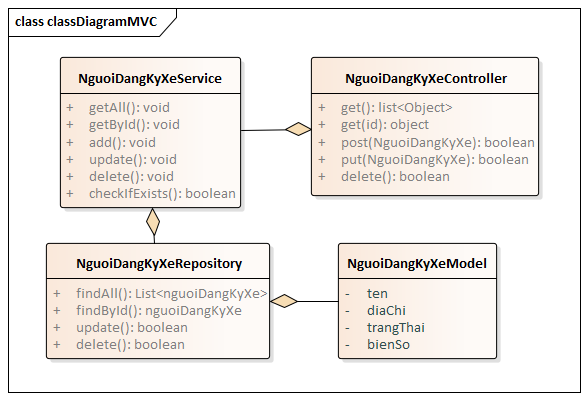 class classDiagramMVC
NguoiDangKyXeService
+ getAll(): void
+ getById(): void
+ add(): void
+ update(): void
+ delete(): void
+ checkIfExists(): boolean
NguoiDangKyXeController
+ get(): list<Object>
+ get(id): object
+ post(NguoiDangKyXe): boolean
+ put(NguoiDangKyXe): boolean
+ delete(): boolean
NguoiDangKyXeRepository
+ findAll(): List<nguoiDangKyXe>
+ findById(): nguoiDangKyXe
+ update(): boolean
+ delete(): boolean
NguoiDangKyXeModel
- ten
- diaChi
- trangThai
- bienSo